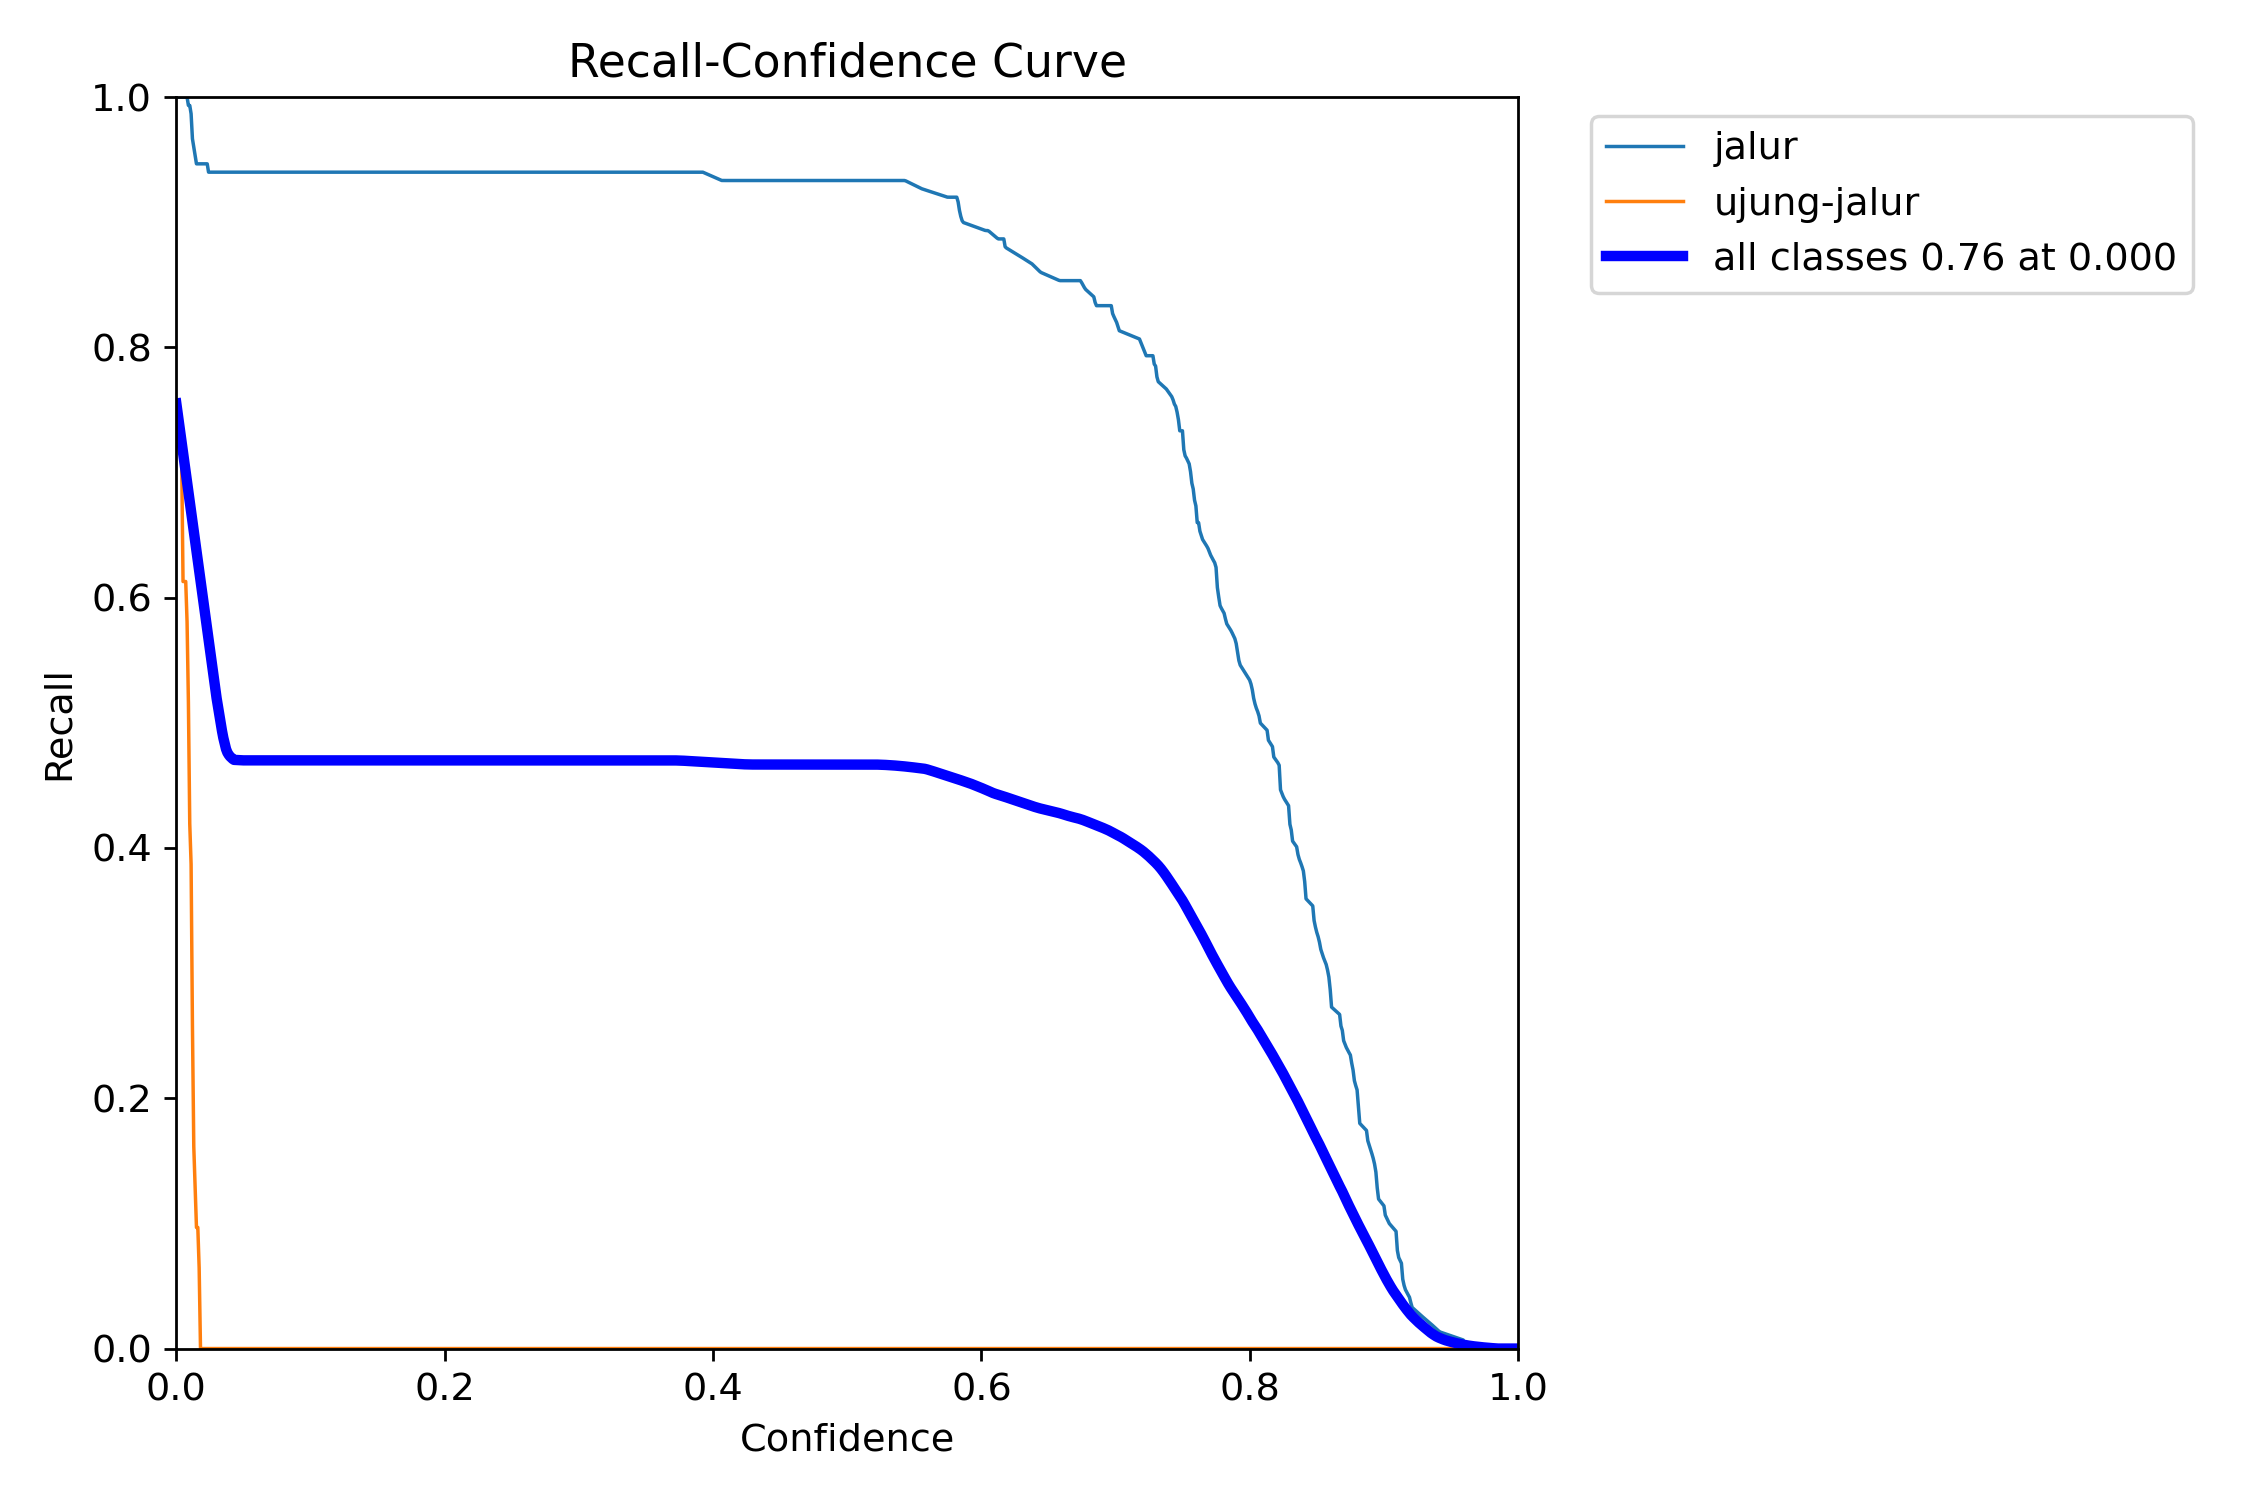 Recall-Confidence Curve
1.0
0.8
0.6
0.4
0.2
0.0
Recall
0.0 0.2 0.4 0.6 0.8 1.0
Confidence
jalur
ujung-jalur
all classes 0.76 at 0.000